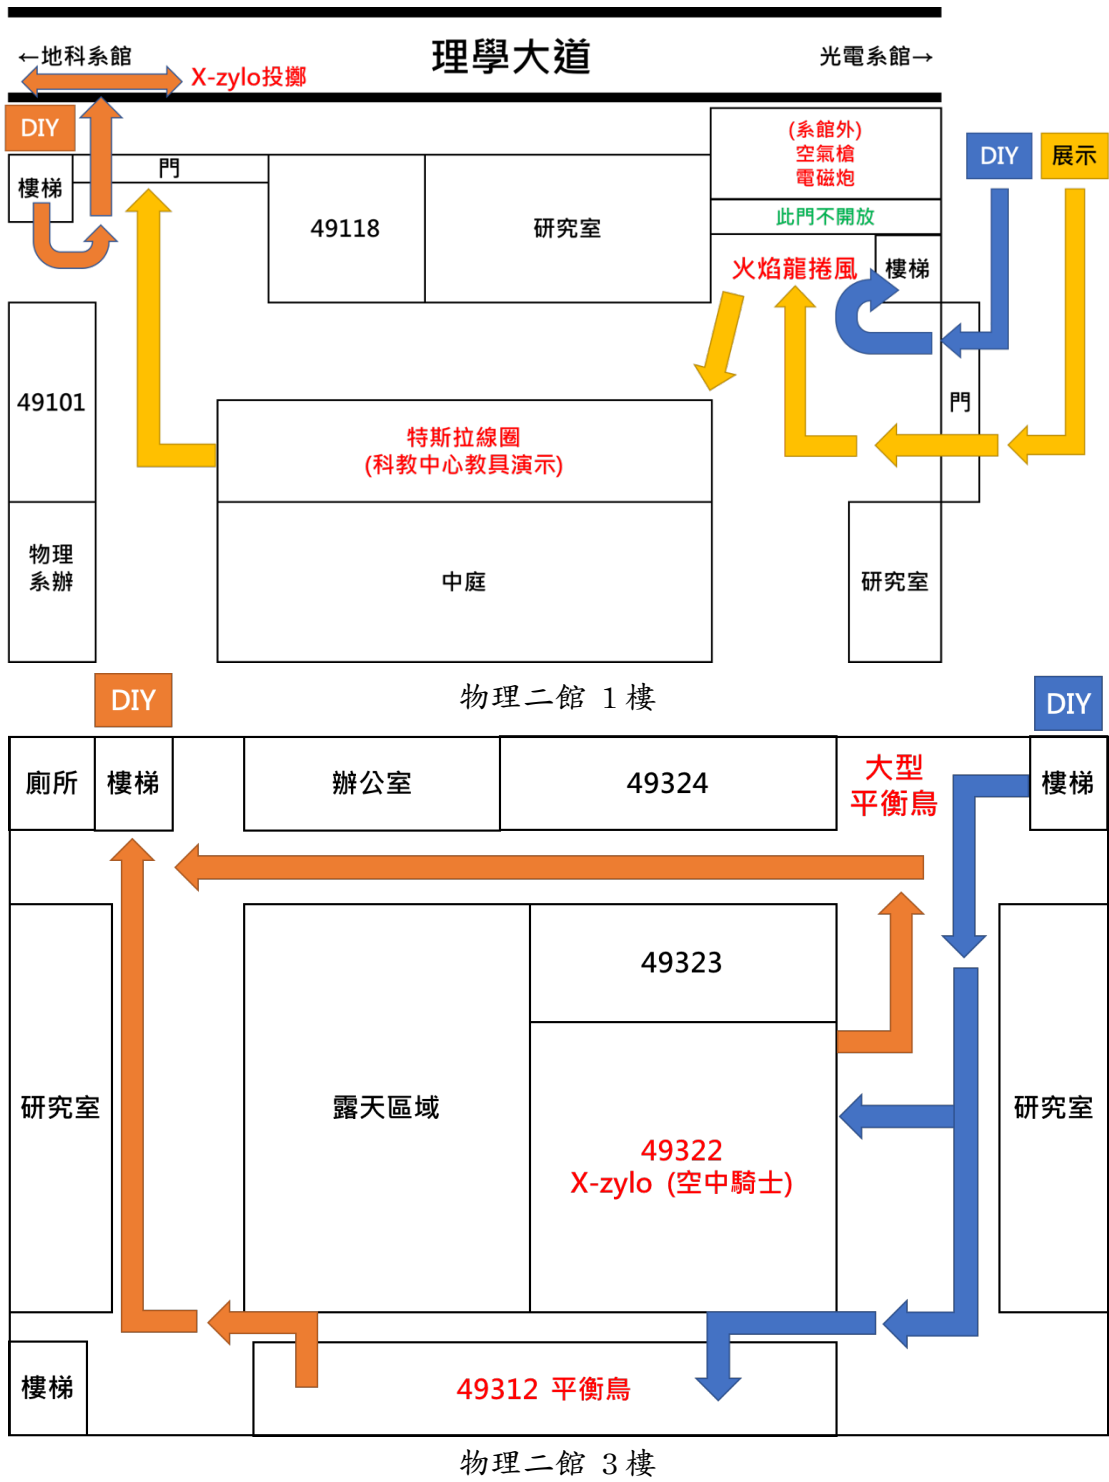 ←地科系館
理學大道
光電系館→
X-zylo投擲
DIY
門
樓梯
49118
研究室
(系館外)
空氣槍
電磁炮
此門不開放
DIY
展示
火焰龍捲風
樓梯
49101
門
特斯拉線圈
(科教中心教具演示)
物理
系辦
中庭
研究室
物理二館 1樓
DIY
DIY
廁所
樓梯
辦公室
49324
大型
平衡鳥
樓梯
49323
研究室
露天區域
49322
X-zylo (空中騎士)
研究室
樓梯
49312 平衡鳥
物理二館 3樓